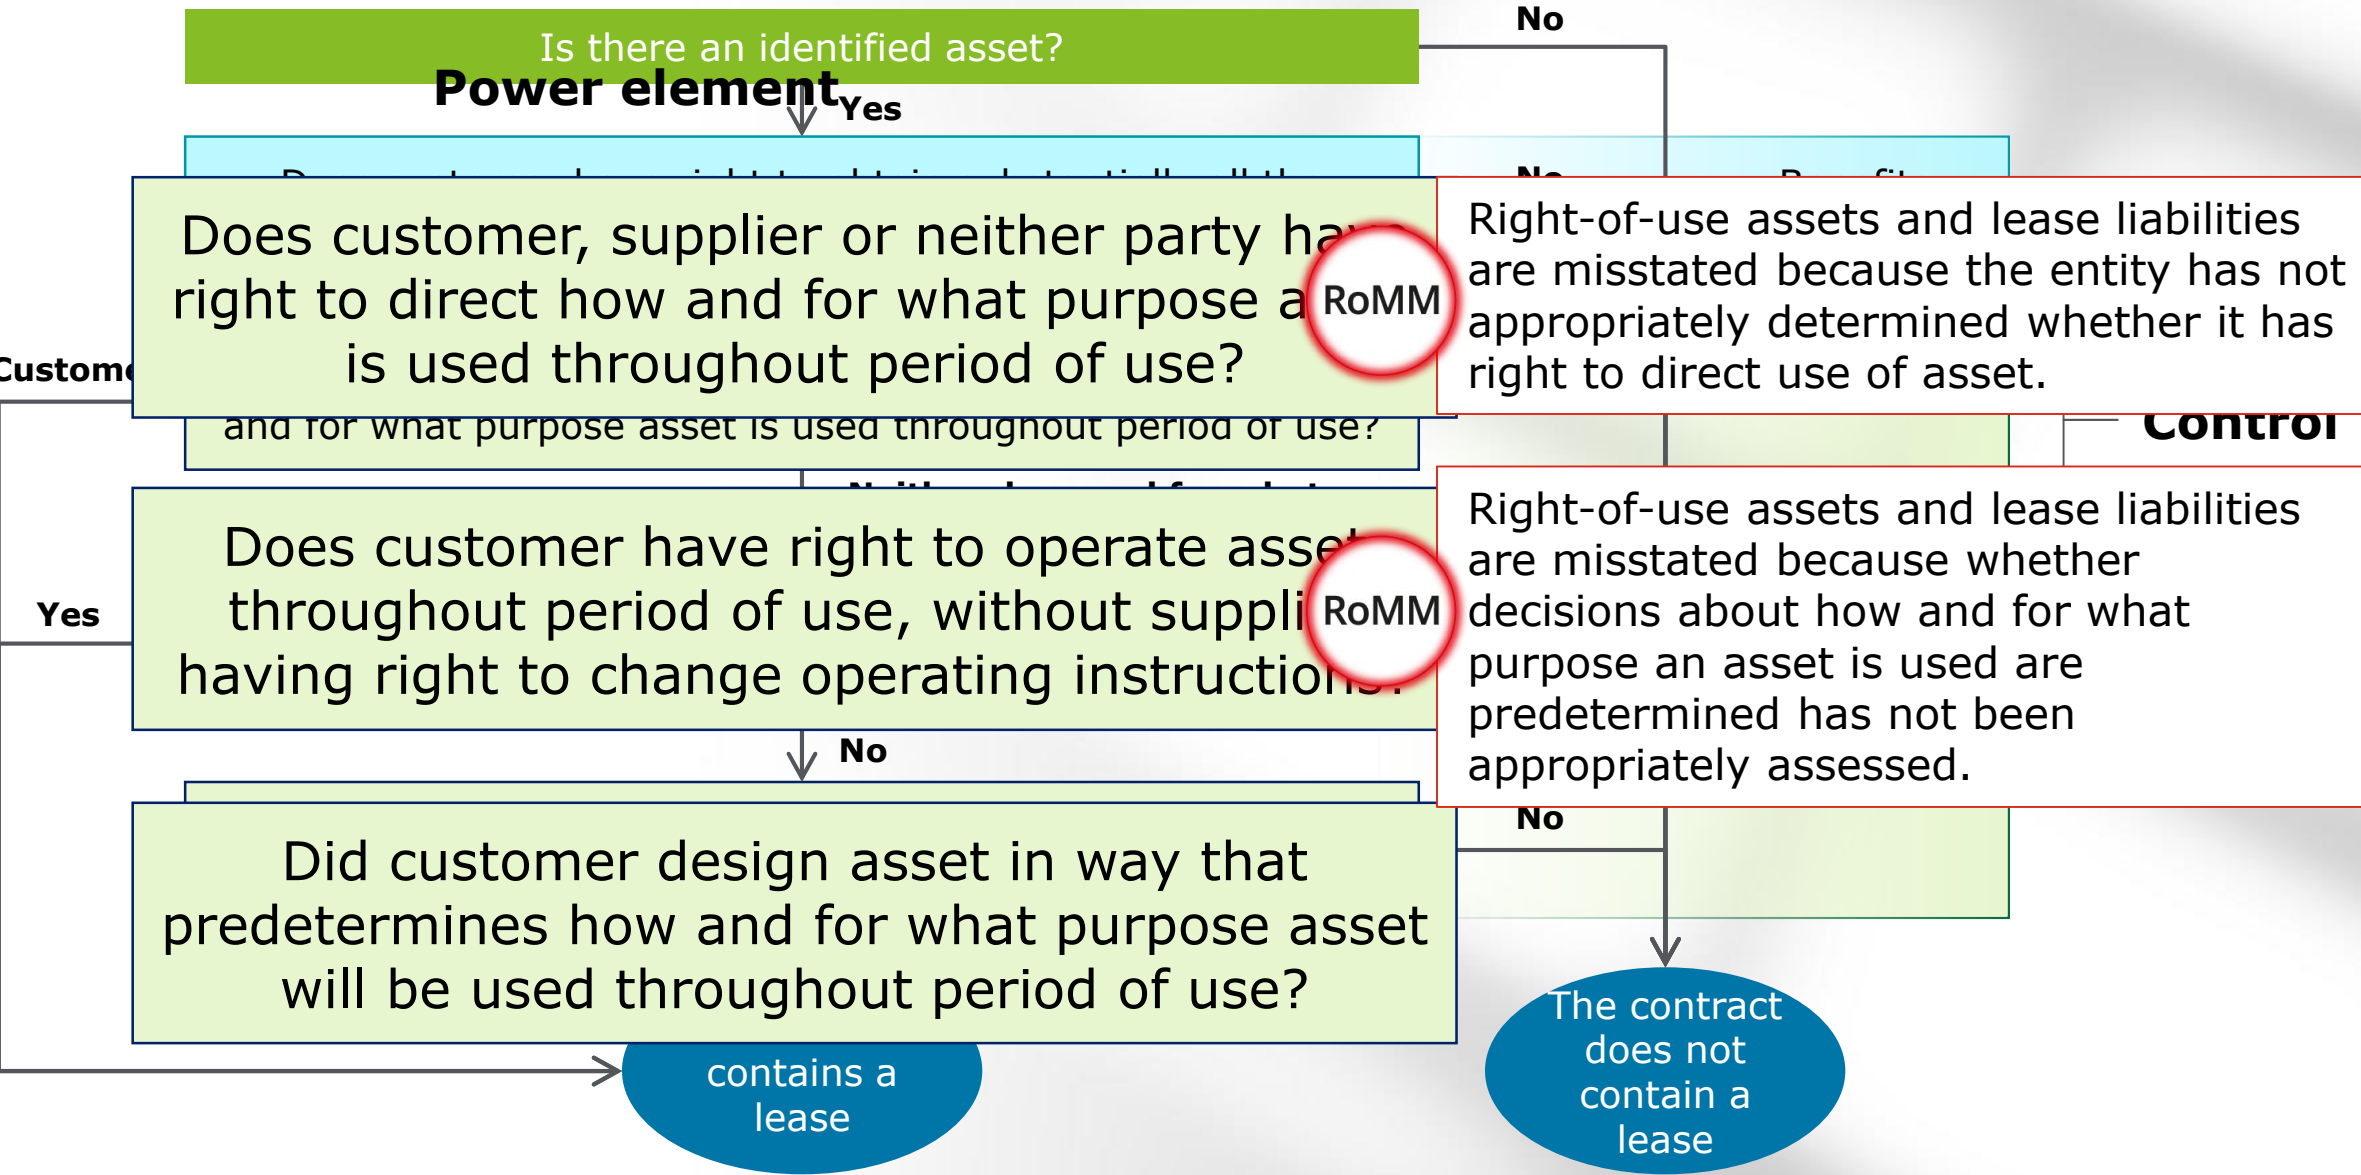 Is there an identified asset?
No
Power element
Yes
No
Does customer, supplier or neither party have
right to direct how and for what purpose a
is used throughout period of use?
RoMM
Right-of-use assets and lease liabilities
are misstated because the entity has not
appropriately determined whether it has
right to direct use of asset.
and for what purpose asset is used throughout period of use?
Control
Does customer have right to operate asset
throughout period of use, without suppli
having right to change operating instructions?
RoMM
Right-of-use assets and lease liabilities
are misstated because whether
decisions about how and for what
purpose an asset is used are
predetermined has not been
appropriately assessed.
Yes
No
No
Did customer design asset in way that
predetermines how and for what purpose asset
will be used throughout period of use?
contains a
lease
The contract
does not
contain a
lease